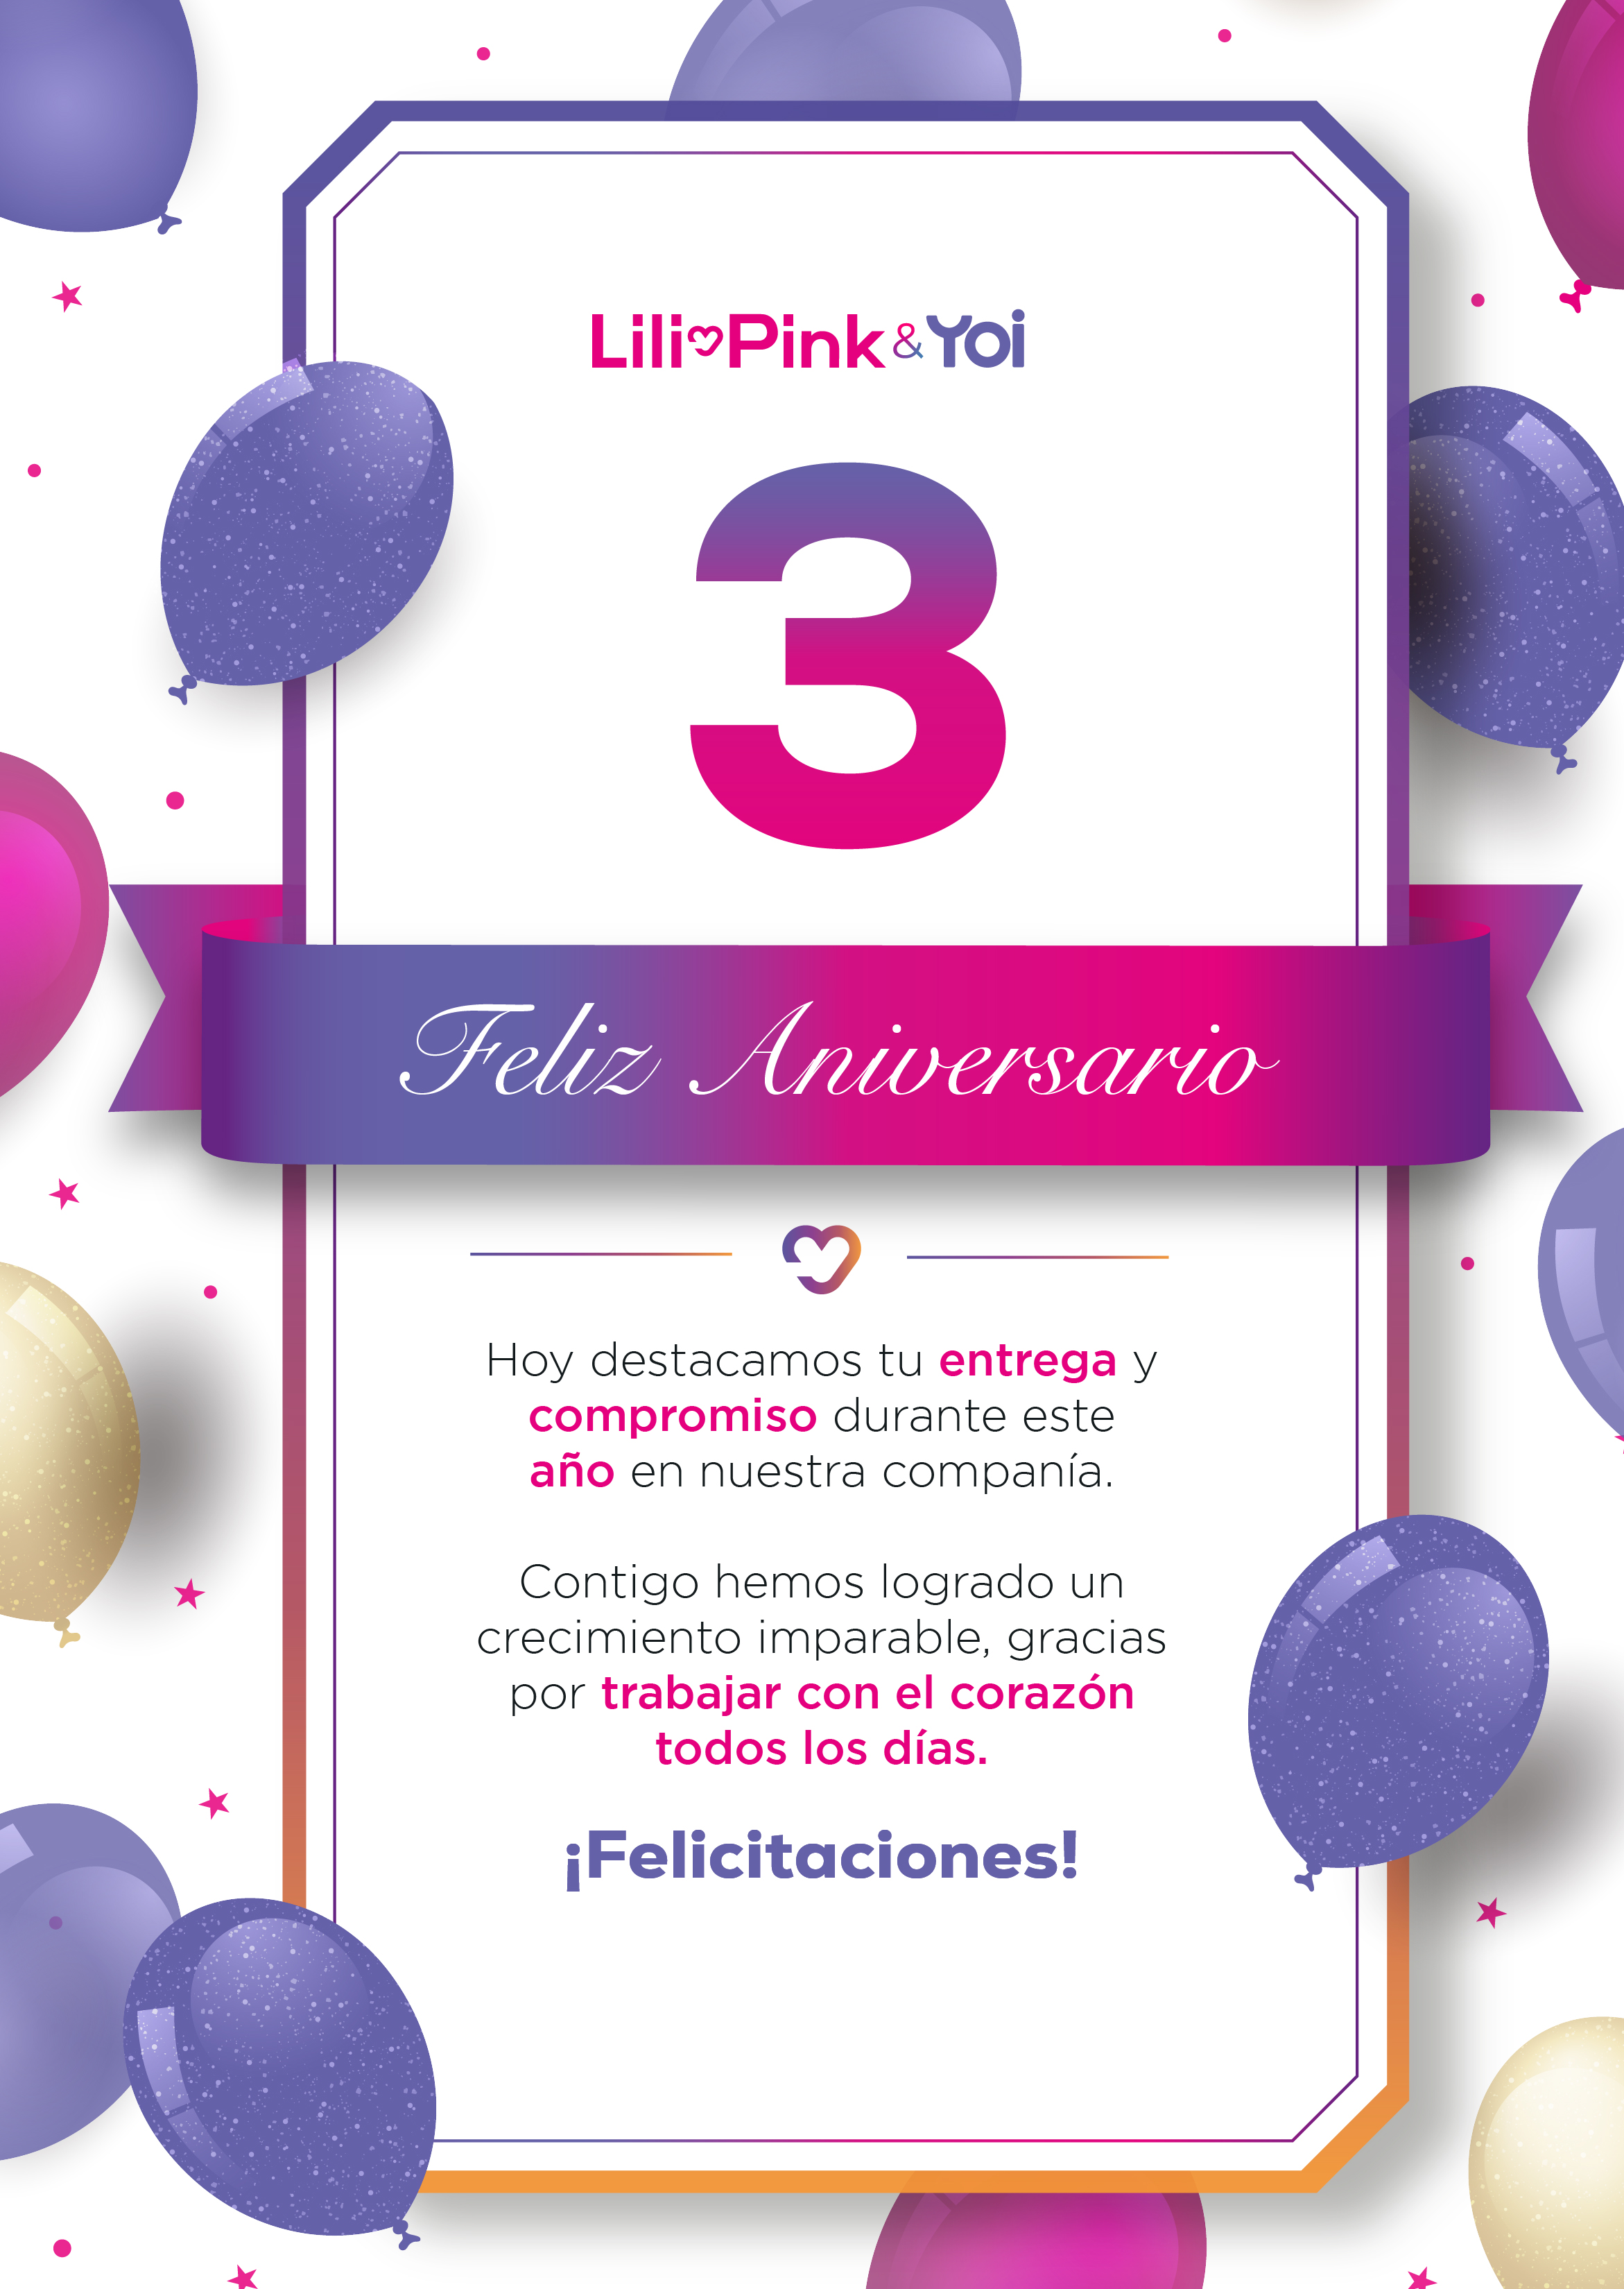 Lili Pink & Yoi
3
Feliz Aniversario
Hoy destacamos tu entrega y
compromiso durante este
año en nuestra companía.
Contigo hemos logrado un
crecimiento imparable, gracias
por trabajar con el corazón
todos los días.
¡Felicitaciones!